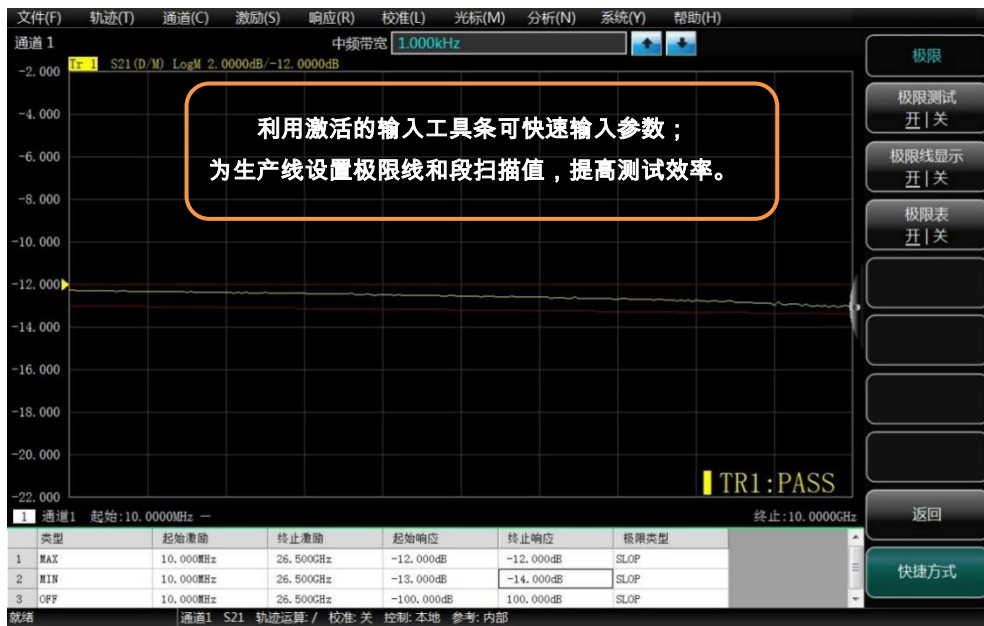 文件(F) 轨迹(T) 通道(C) 激励(S) 响应(R) 校准(L) 光标(M) 分析(N) 系统(Y) 帮助(H)
通道 1 中频带宽 1.000kHz
Tr 1 S21(D/M) LogM 2.0000dB/-12.0000dB
极限
-2.000
极限测试
开|关
-4.000
利用激活的输入工具条可快速输入参数；
为生产线设置极限线和段扫描值，提高测试效率。
-6.000
极限线显示
开|关
-8.000
极限表
开|关
-10.000
-12.000
-14.000
-16.000
-18.000
-20.000
TR1:PASS
-22.000
1 通道1 起始:10.0000MHz — 终止:10.0000GHz
返回
类型 起始激励 终止激励 起始响应 终止响应 极限类型
1 MAX 10.000MHz 26.500GHz -12.000dB -12.000dB SLOP
2 MIN 10.000MHz 26.500GHz -13.000dB -14.000dB SLOP
快捷方式
3 OFF 10.000MHz 26.500GHz -100.000dB 100.000dB SLOP
就绪 通道1 S21 轨迹运算:/ 校准:关 控制:本地 参考:内部